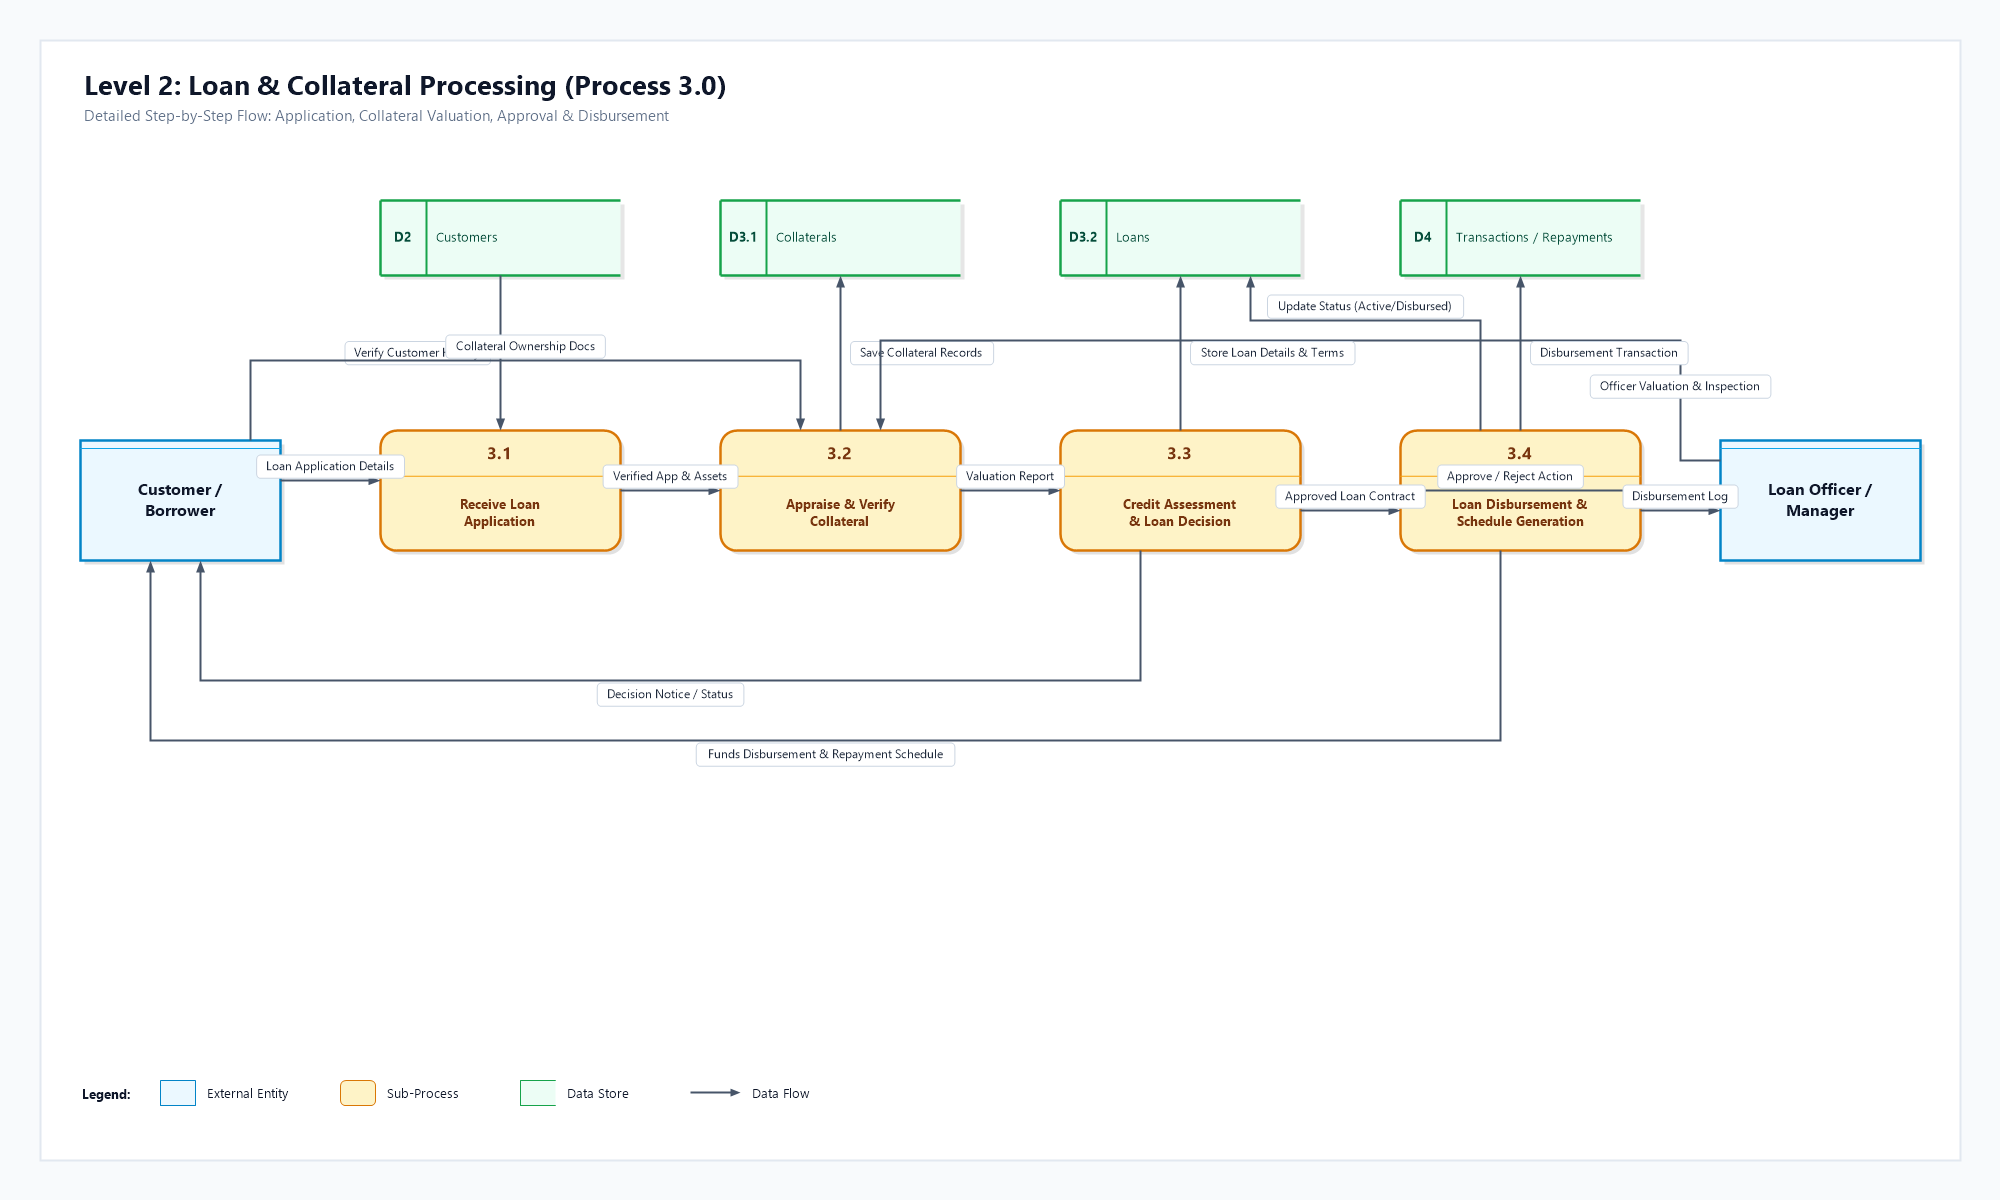 Level 2: Loan & Collateral Processing (Process 3.0)
Detailed Step-by-Step Flow: Application, Collateral Valuation, Approval & Disbursement
D2
Customers
D3.1
Collaterals
D3.2
Loans
D4
Transactions / Repayments
Update Status (Active/Disbursed)
Verify Customer
Collateral Ownership Docs
Save Collateral Records
Store Loan Details & Terms
Disbursement Transaction
Officer Valuation & Inspection
Customer /
Borrower
Loan Application Details
3.1
Receive Loan
Application
Verified App & Assets
3.2
Appraise & Verify
Collateral
Valuation Report
3.3
Credit Assessment
& Loan Decision
Approved Loan Contract
3.4
Approve / Reject Action
Loan Disbursement &
Schedule Generation
Disbursement Log
Loan Officer /
Manager
Decision Notice / Status
Funds Disbursement & Repayment Schedule
Legend:
External Entity
Sub-Process
Data Store
Data Flow